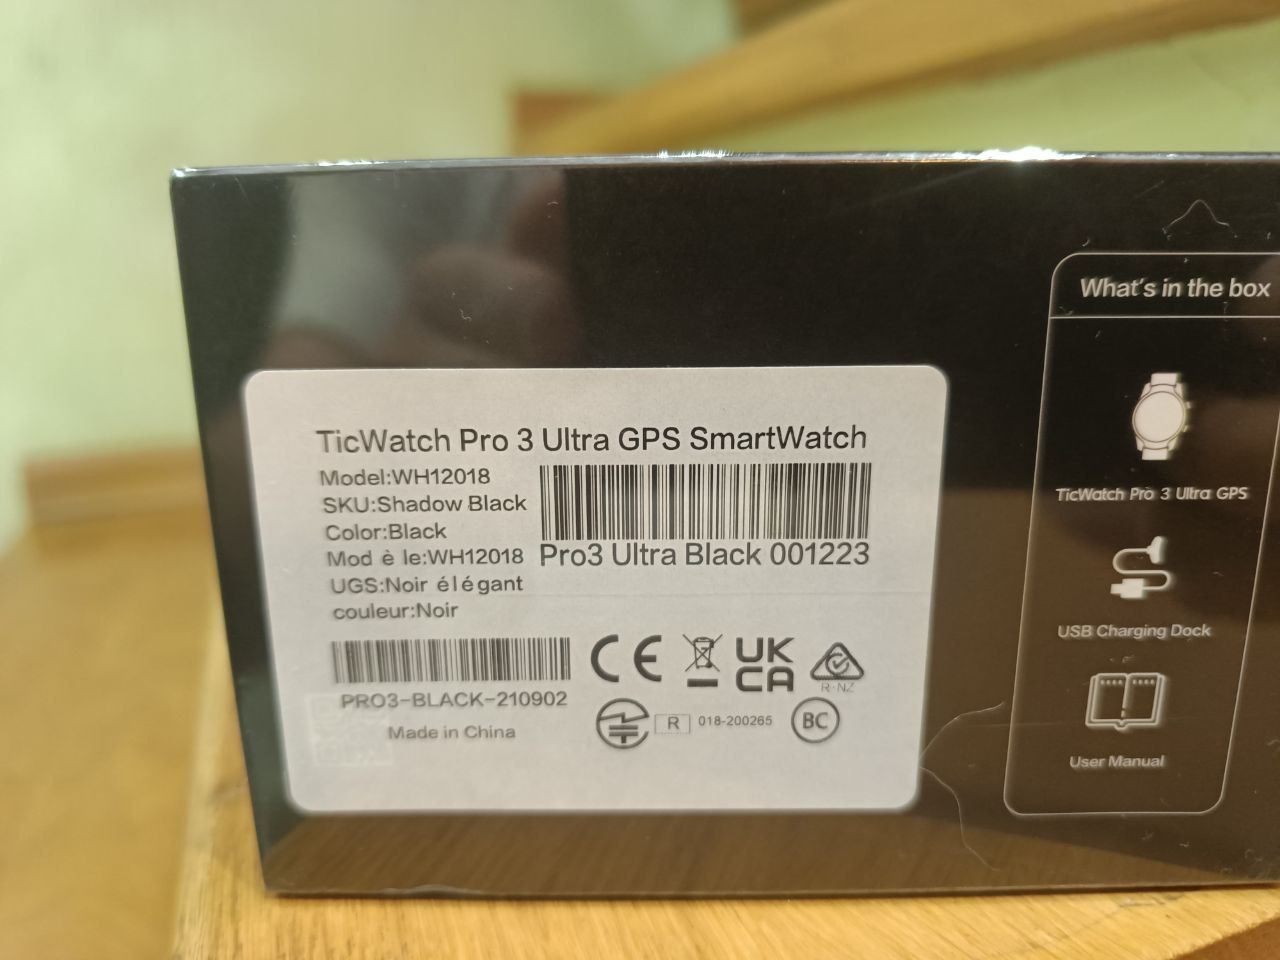 TicWatch Pro 3 Ultra GPS SmartWatch
Model:WH12018
SKU:Shadow Black
Color:Black
Mod è le:WH12018
UGS:Noir élégant
couleur:Noir
Pro3 Ultra Black 001223
PRO3-BLACK-210902
Made in China
CE
UK
CA
R-NZ
R 018-200265
BC
What's in the box
TicWatch Pro 3 Ultra GPS
USB Charging Dock
User Manual